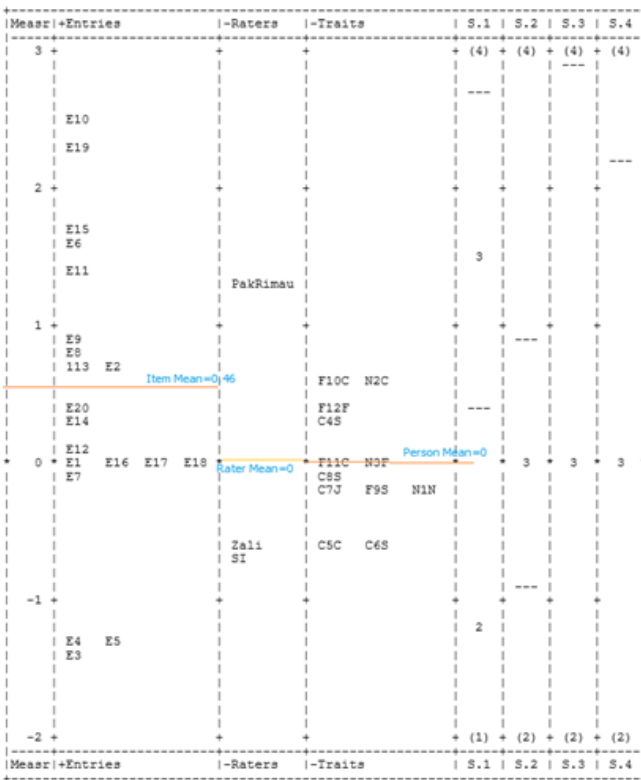 |Measr|+Entries |-Raters |-Traits | S.1 | S.2 | S.3 | S.4
3 + + + + (4) + (4) + (4) + (4)
---
---
E10
E19
---
2 + + + + + + +
E15
E6
3
E11
PakRimau
1 + + + + + + +
E9 ---
E8
113 E2
Item Mean=0,46
F10C N2C
E20 F12F ---
E14 C4S
E12
Person Mean=0
* 0 * E1 E16 E17 E18 * * F11C N3F * * 3 * 3 * 3
Rater Mean=0
E7 C8S
C7J F9S N1N
Zali C5C C6S
SI
---
-1 + + + + + + +
2
E4 E5
E3
-2 + + + + (1) + (2) + (2) + (2)
|Measr|+Entries |-Raters |-Traits | S.1 | S.2 | S.3 | S.4